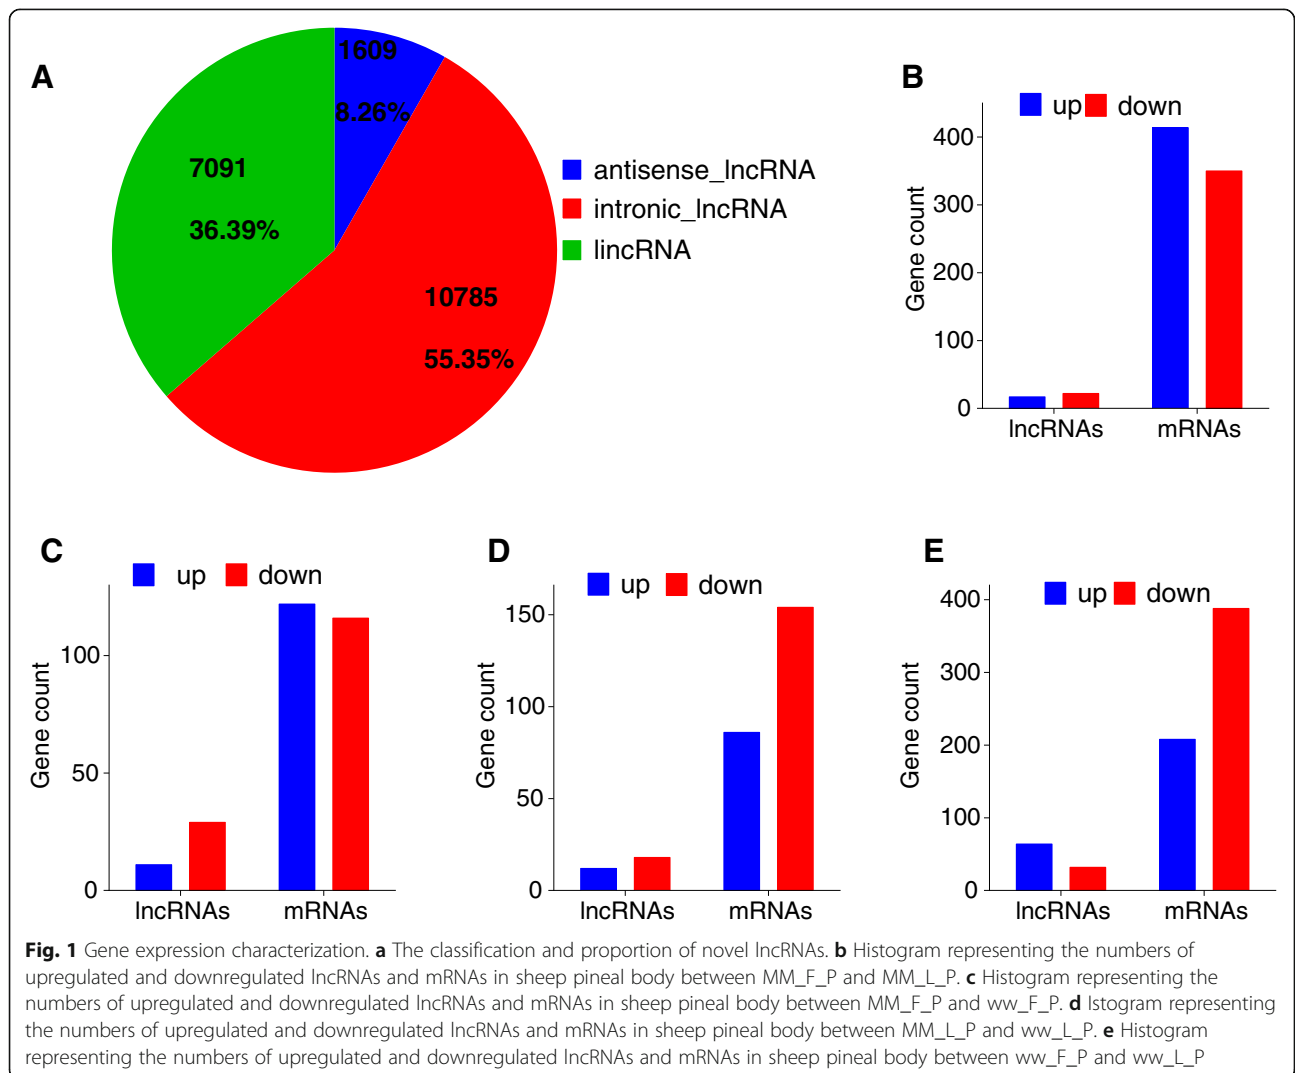 A
1609
8.26%
7091
36.39%
10785
55.35%
antisense_lncRNA
intronic_lncRNA
lincRNA
B
up down
Gene count
400
300
200
100
0
lncRNAs mRNAs
C
up down
Gene count
100
50
0
lncRNAs mRNAs
D
up down
Gene count
150
100
50
0
lncRNAs mRNAs
E
up down
Gene count
400
300
200
100
0
lncRNAs mRNAs
Fig. 1 Gene expression characterization. a The classification and proportion of novel lncRNAs. b Histogram representing the numbers of
upregulated and downregulated lncRNAs and mRNAs in sheep pineal body between MM_F_P and MM_L_P. c Histogram representing the
numbers of upregulated and downregulated lncRNAs and mRNAs in sheep pineal body between MM_F_P and ww_F_P. d Istogram representing
the numbers of upregulated and downregulated lncRNAs and mRNAs in sheep pineal body between MM_L_P and ww_L_P. e Histogram
representing the numbers of upregulated and downregulated lncRNAs and mRNAs in sheep pineal body between ww_F_P and ww_L_P